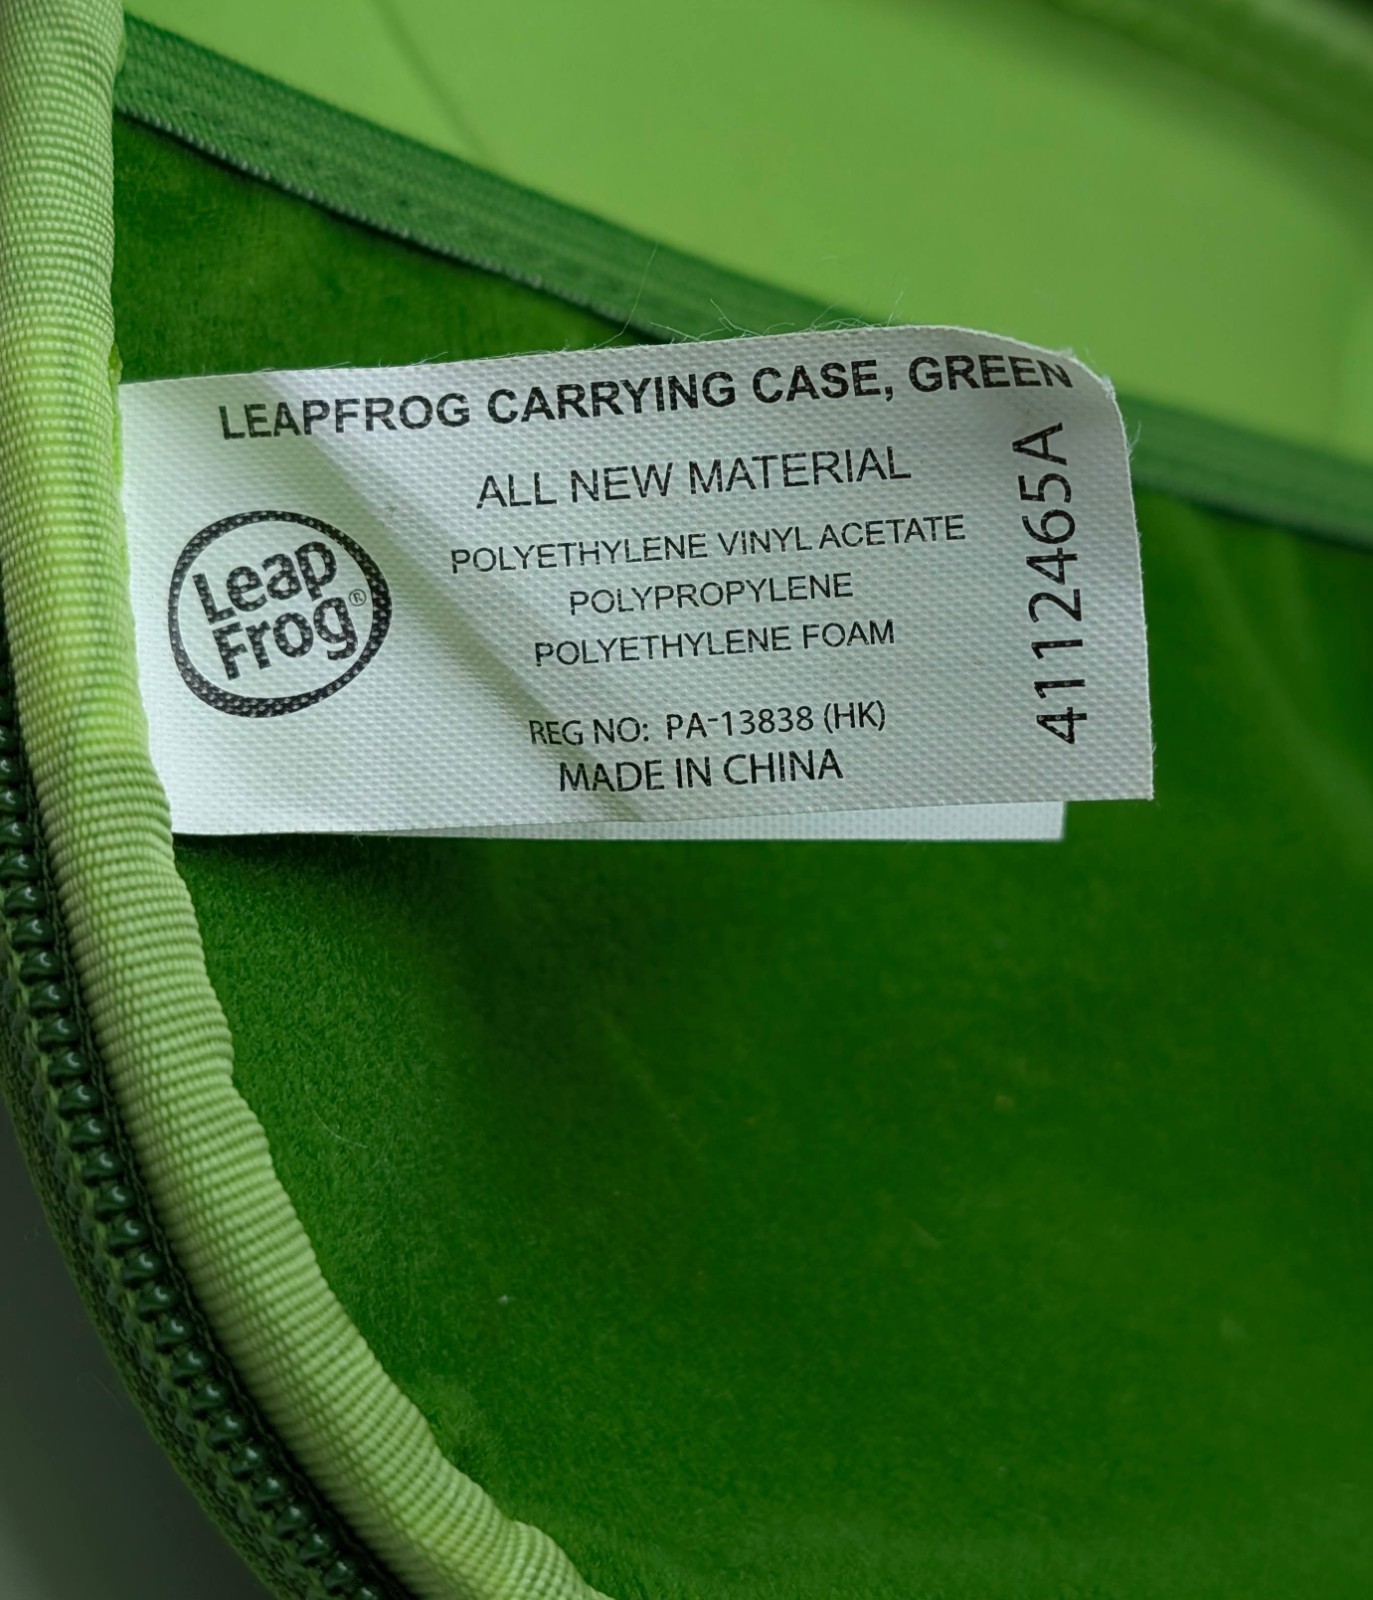 LEAPFROG CARRYING CASE, GREEN
ALL NEW MATERIAL
POLYETHYLENE VINYL ACETATE
POLYPROPYLENE
POLYETHYLENE FOAM
REG NO: PA-13838 (HK)
MADE IN CHINA
Leap
Frog®
4112465A